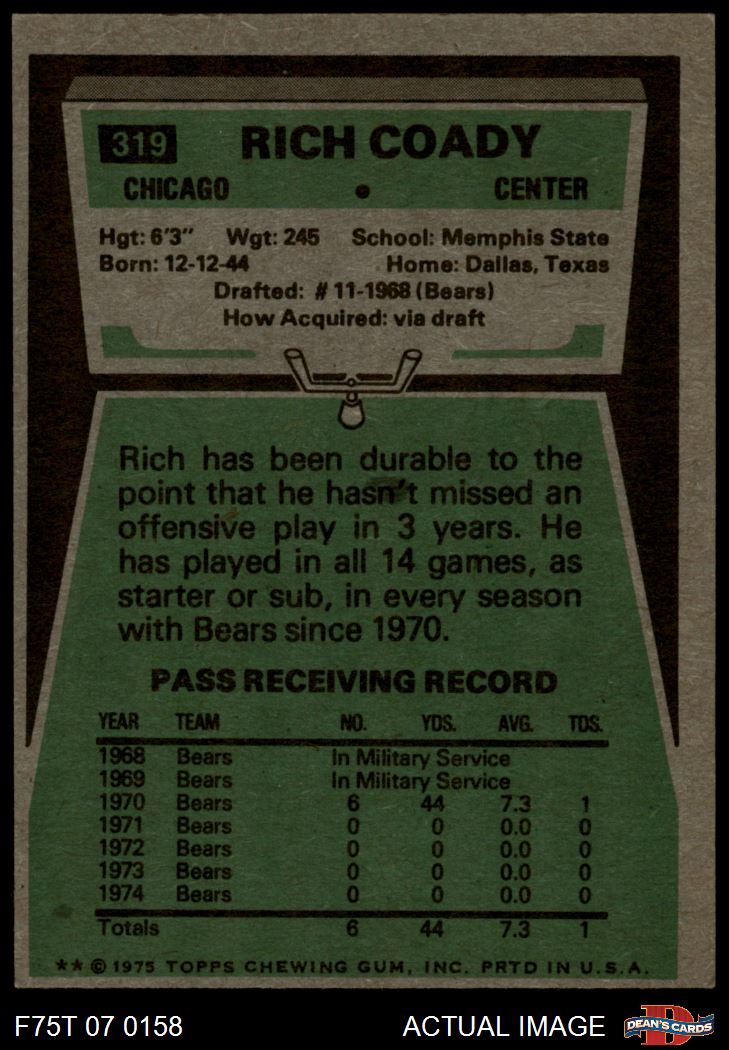 319 RICH COADY
CHICAGO • CENTER
Hgt: 6'3" Wgt: 245 School: Memphis State
Born: 12-12-44 Home: Dallas, Texas
Drafted: # 11-1968 (Bears)
How Acquired: via draft
Rich has been durable to the
point that he hasn't missed an
offensive play in 3 years. He
has played in all 14 games, as
starter or sub, in every season
with Bears since 1970.
PASS RECEIVING RECORD
YEAR TEAM NO. YDS. AVG. TDS.
1968 Bears In Military Service
1969 Bears In Military Service
1970 Bears 6 44 7.3 1
1971 Bears 0 0 0.0 0
1972 Bears 0 0 0.0 0
1973 Bears 0 0 0.0 0
1974 Bears 0 0 0.0 0
Totals 6 44 7.3 1
** © 1975 TOPPS CHEWING GUM, INC. PRTD IN U.S.A.
F75T 07 0158 ACTUAL IMAGE D DEAN'S CARDS